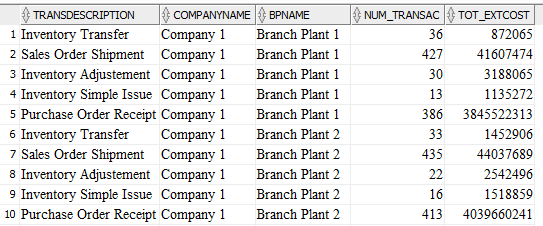 TRANSDESCRIPTION COMPANYNAME BPNAME NUM_TRANSAC TOT_EXTCOST
1 Inventory Transfer Company 1 Branch Plant 1 36 872065
2 Sales Order Shipment Company 1 Branch Plant 1 427 41607474
3 Inventory Adjustement Company 1 Branch Plant 1 30 3188065
4 Inventory Simple Issue Company 1 Branch Plant 1 13 1135272
5 Purchase Order Receipt Company 1 Branch Plant 1 386 3845522313
6 Inventory Transfer Company 1 Branch Plant 2 33 1452906
7 Sales Order Shipment Company 1 Branch Plant 2 435 44037689
8 Inventory Adjustement Company 1 Branch Plant 2 22 2542496
9 Inventory Simple Issue Company 1 Branch Plant 2 16 1518859
10 Purchase Order Receipt Company 1 Branch Plant 2 413 4039660241